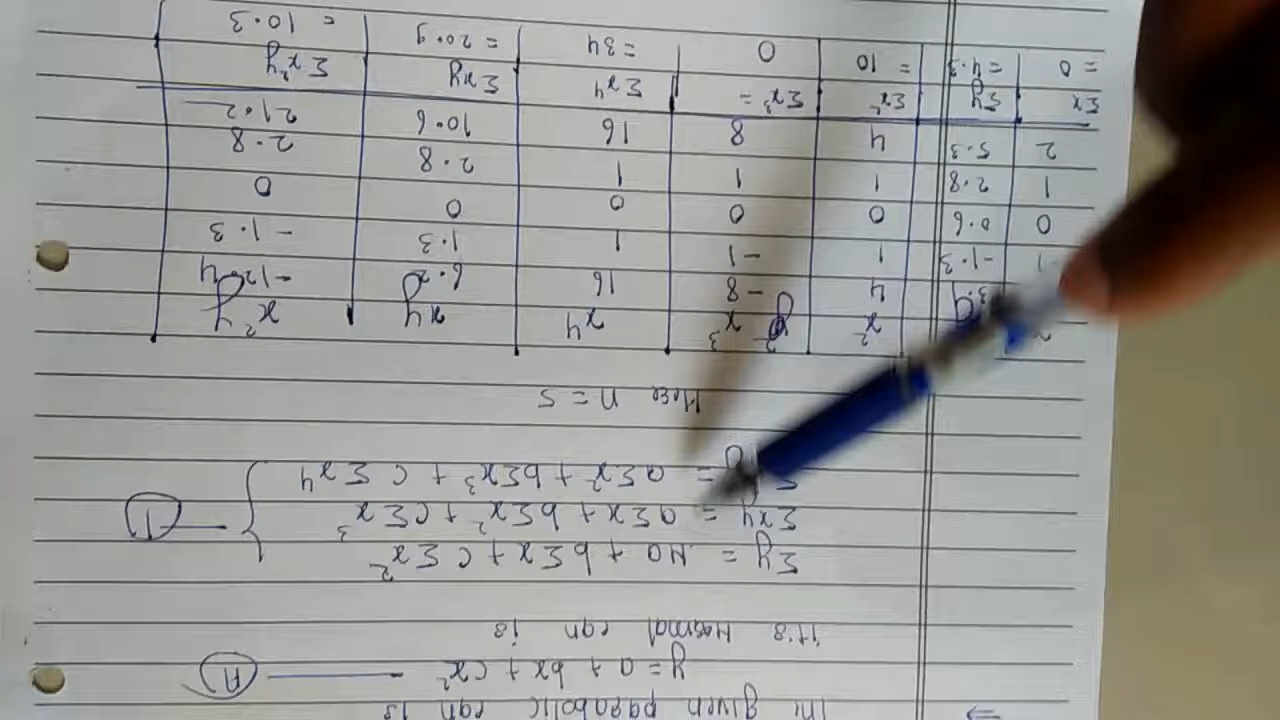 ⇒ The given parabolic eqn is
y = a + bx + cx² —— Ⓐ
it's normal eqn is
Σy = na + bΣx + cΣx²
Σxy = aΣx + bΣx² + cΣx³ —— ①
= aΣx² + bΣx³ + cΣx⁴
Here n = 5
x² x³ x⁴ xy x²y
4 -8 16 6.2 -12.4
-1.3 1 -1 1 1.3 -1.3
0 0.6 0 0 0 0 0
1 2.8 1 1 1 2.8 2.8
2 5.3 4 8 16 10.6 21.2
Σx Σy Σx² Σx³ = Σx⁴ Σxy Σx²y
= 0 = 4.3 = 10 0 = 34 = 20.9 = 10.3